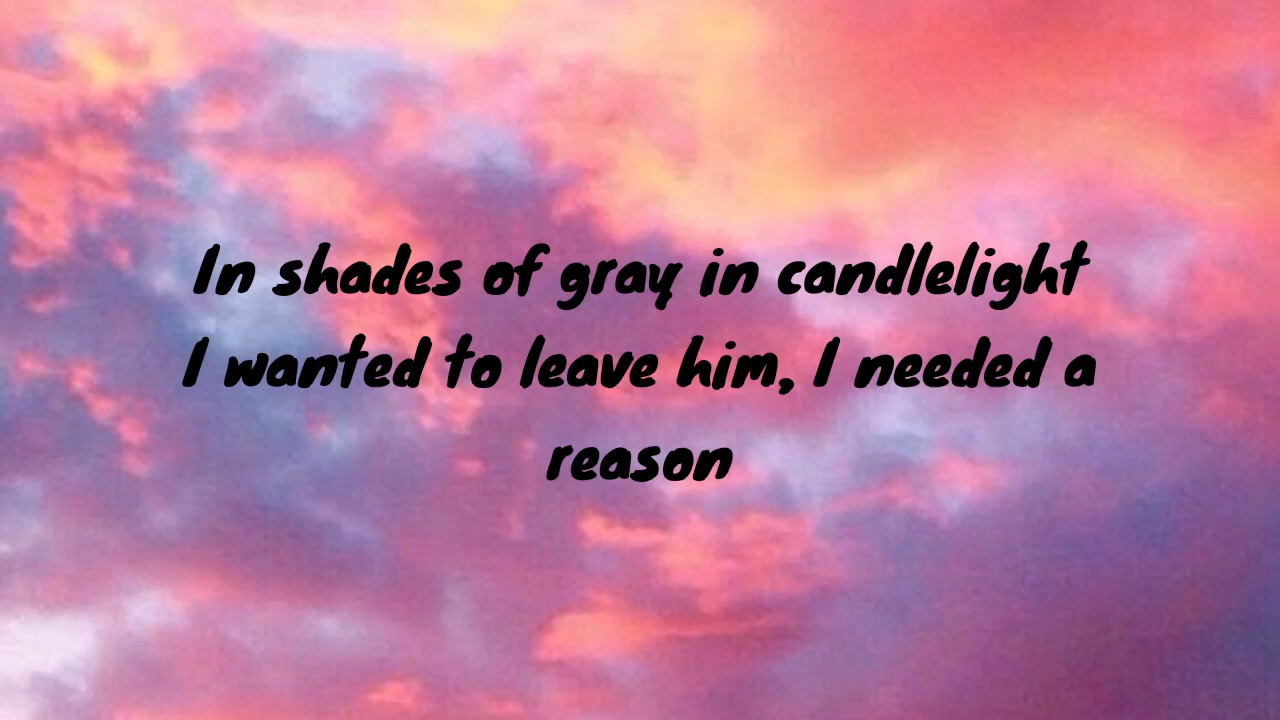 In shades of gray in candlelight
I wanted to leave him, I needed a
reason